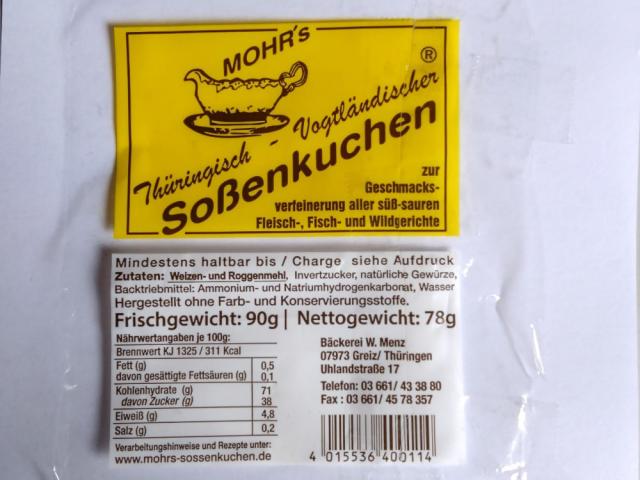 MOHR's
®
Thüringisch - Vogtländischer
Soßenkuchen
zur
Geschmacks-
verfeinerung aller süß-sauren
Fleisch-, Fisch- und Wildgerichte
Mindestens haltbar bis / Charge siehe Aufdruck
Zutaten: Weizen- und Roggenmehl, Invertzucker, natürliche Gewürze,
Backtriebmittel: Ammonium- und Natriumhydrogenkarbonat, Wasser
Hergestellt ohne Farb- und Konservierungsstoffe.
Frischgewicht: 90g | Nettogewicht: 78g
Nährwertangaben je 100g:
Brennwert KJ 1325 / 311 Kcal
Fett (g) 0,5
davon gesättigte Fettsäuren (g) 0,1
Kohlenhydrate (g) 71
davon Zucker (g) 38
Eiweiß (g) 4,8
Salz (g) 0,2
Verarbeitungshinweise und Rezepte unter:
www.mohrs-sossenkuchen.de
Bäckerei W. Menz
07973 Greiz/ Thüringen
Uhlandstraße 17
Telefon: 03 661/ 43 38 80
Fax : 03 661/ 45 78 357
4 015536 400114